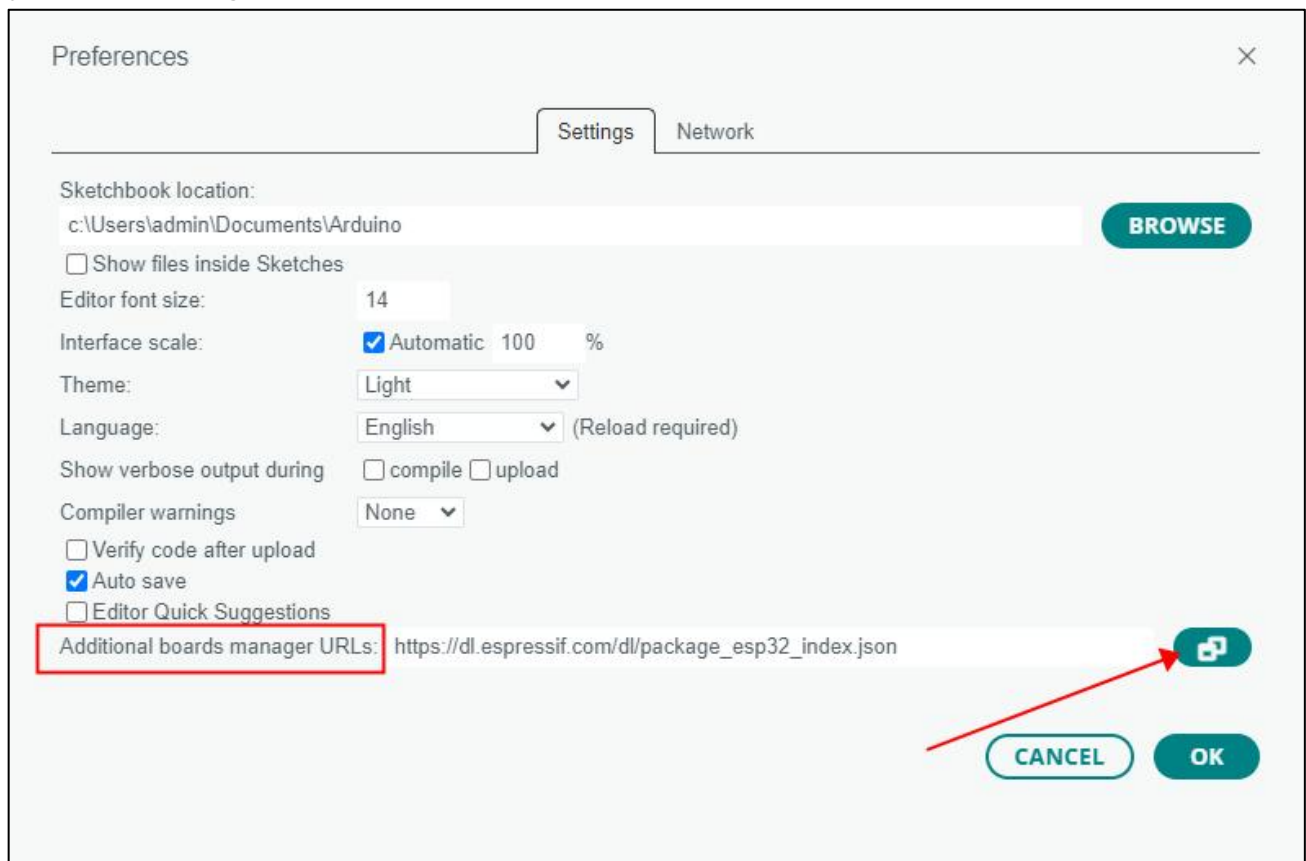 Preferences
Settings Network
Sketchbook location:
c:\Users\admin\Documents\Arduino BROWSE
Show files inside Sketches
Editor font size: 14
Interface scale: Automatic 100 %
Theme: Light
Language: English (Reload required)
Show verbose output during compile upload
Compiler warnings None
Verify code after upload
Auto save
Editor Quick Suggestions
Additional boards manager URLs: https://dl.espressif.com/dl/package_esp32_index.json
CANCEL OK